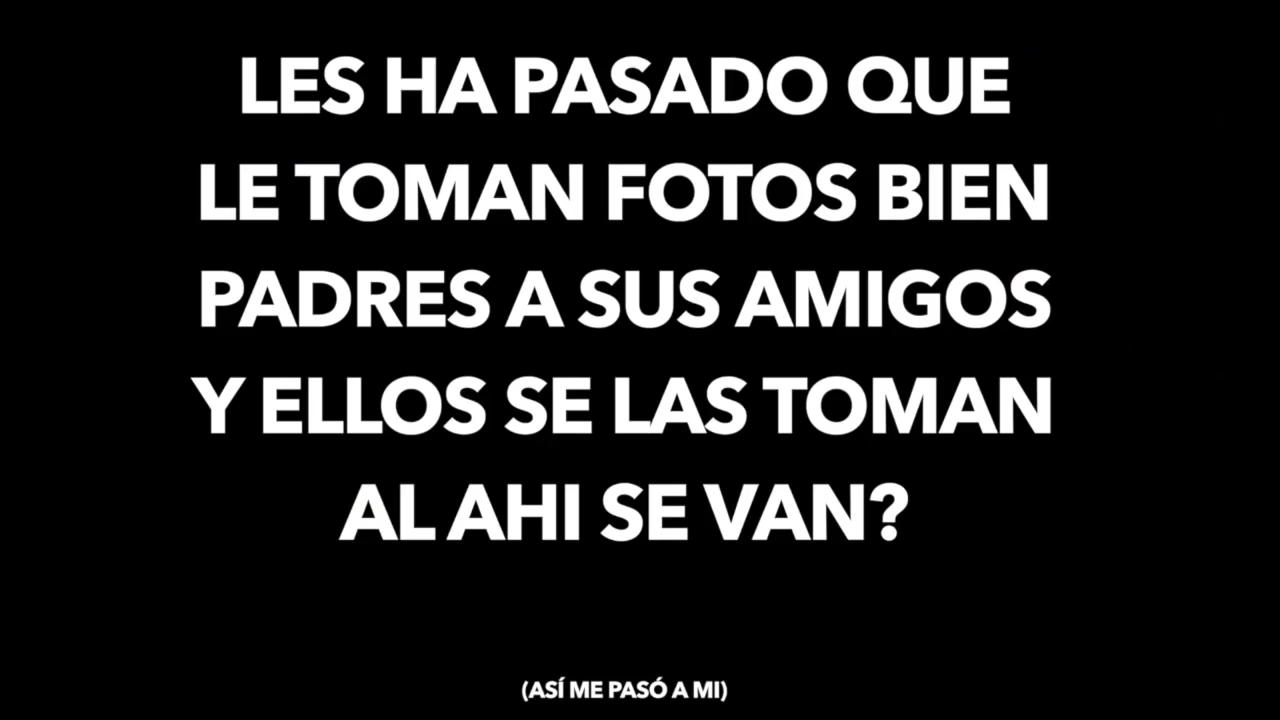 LES HA PASADO QUE
LE TOMAN FOTOS BIEN
PADRES A SUS AMIGOS
Y ELLOS SE LAS TOMAN
AL AHI SE VAN?
(ASÍ ME PASÓ A MI)